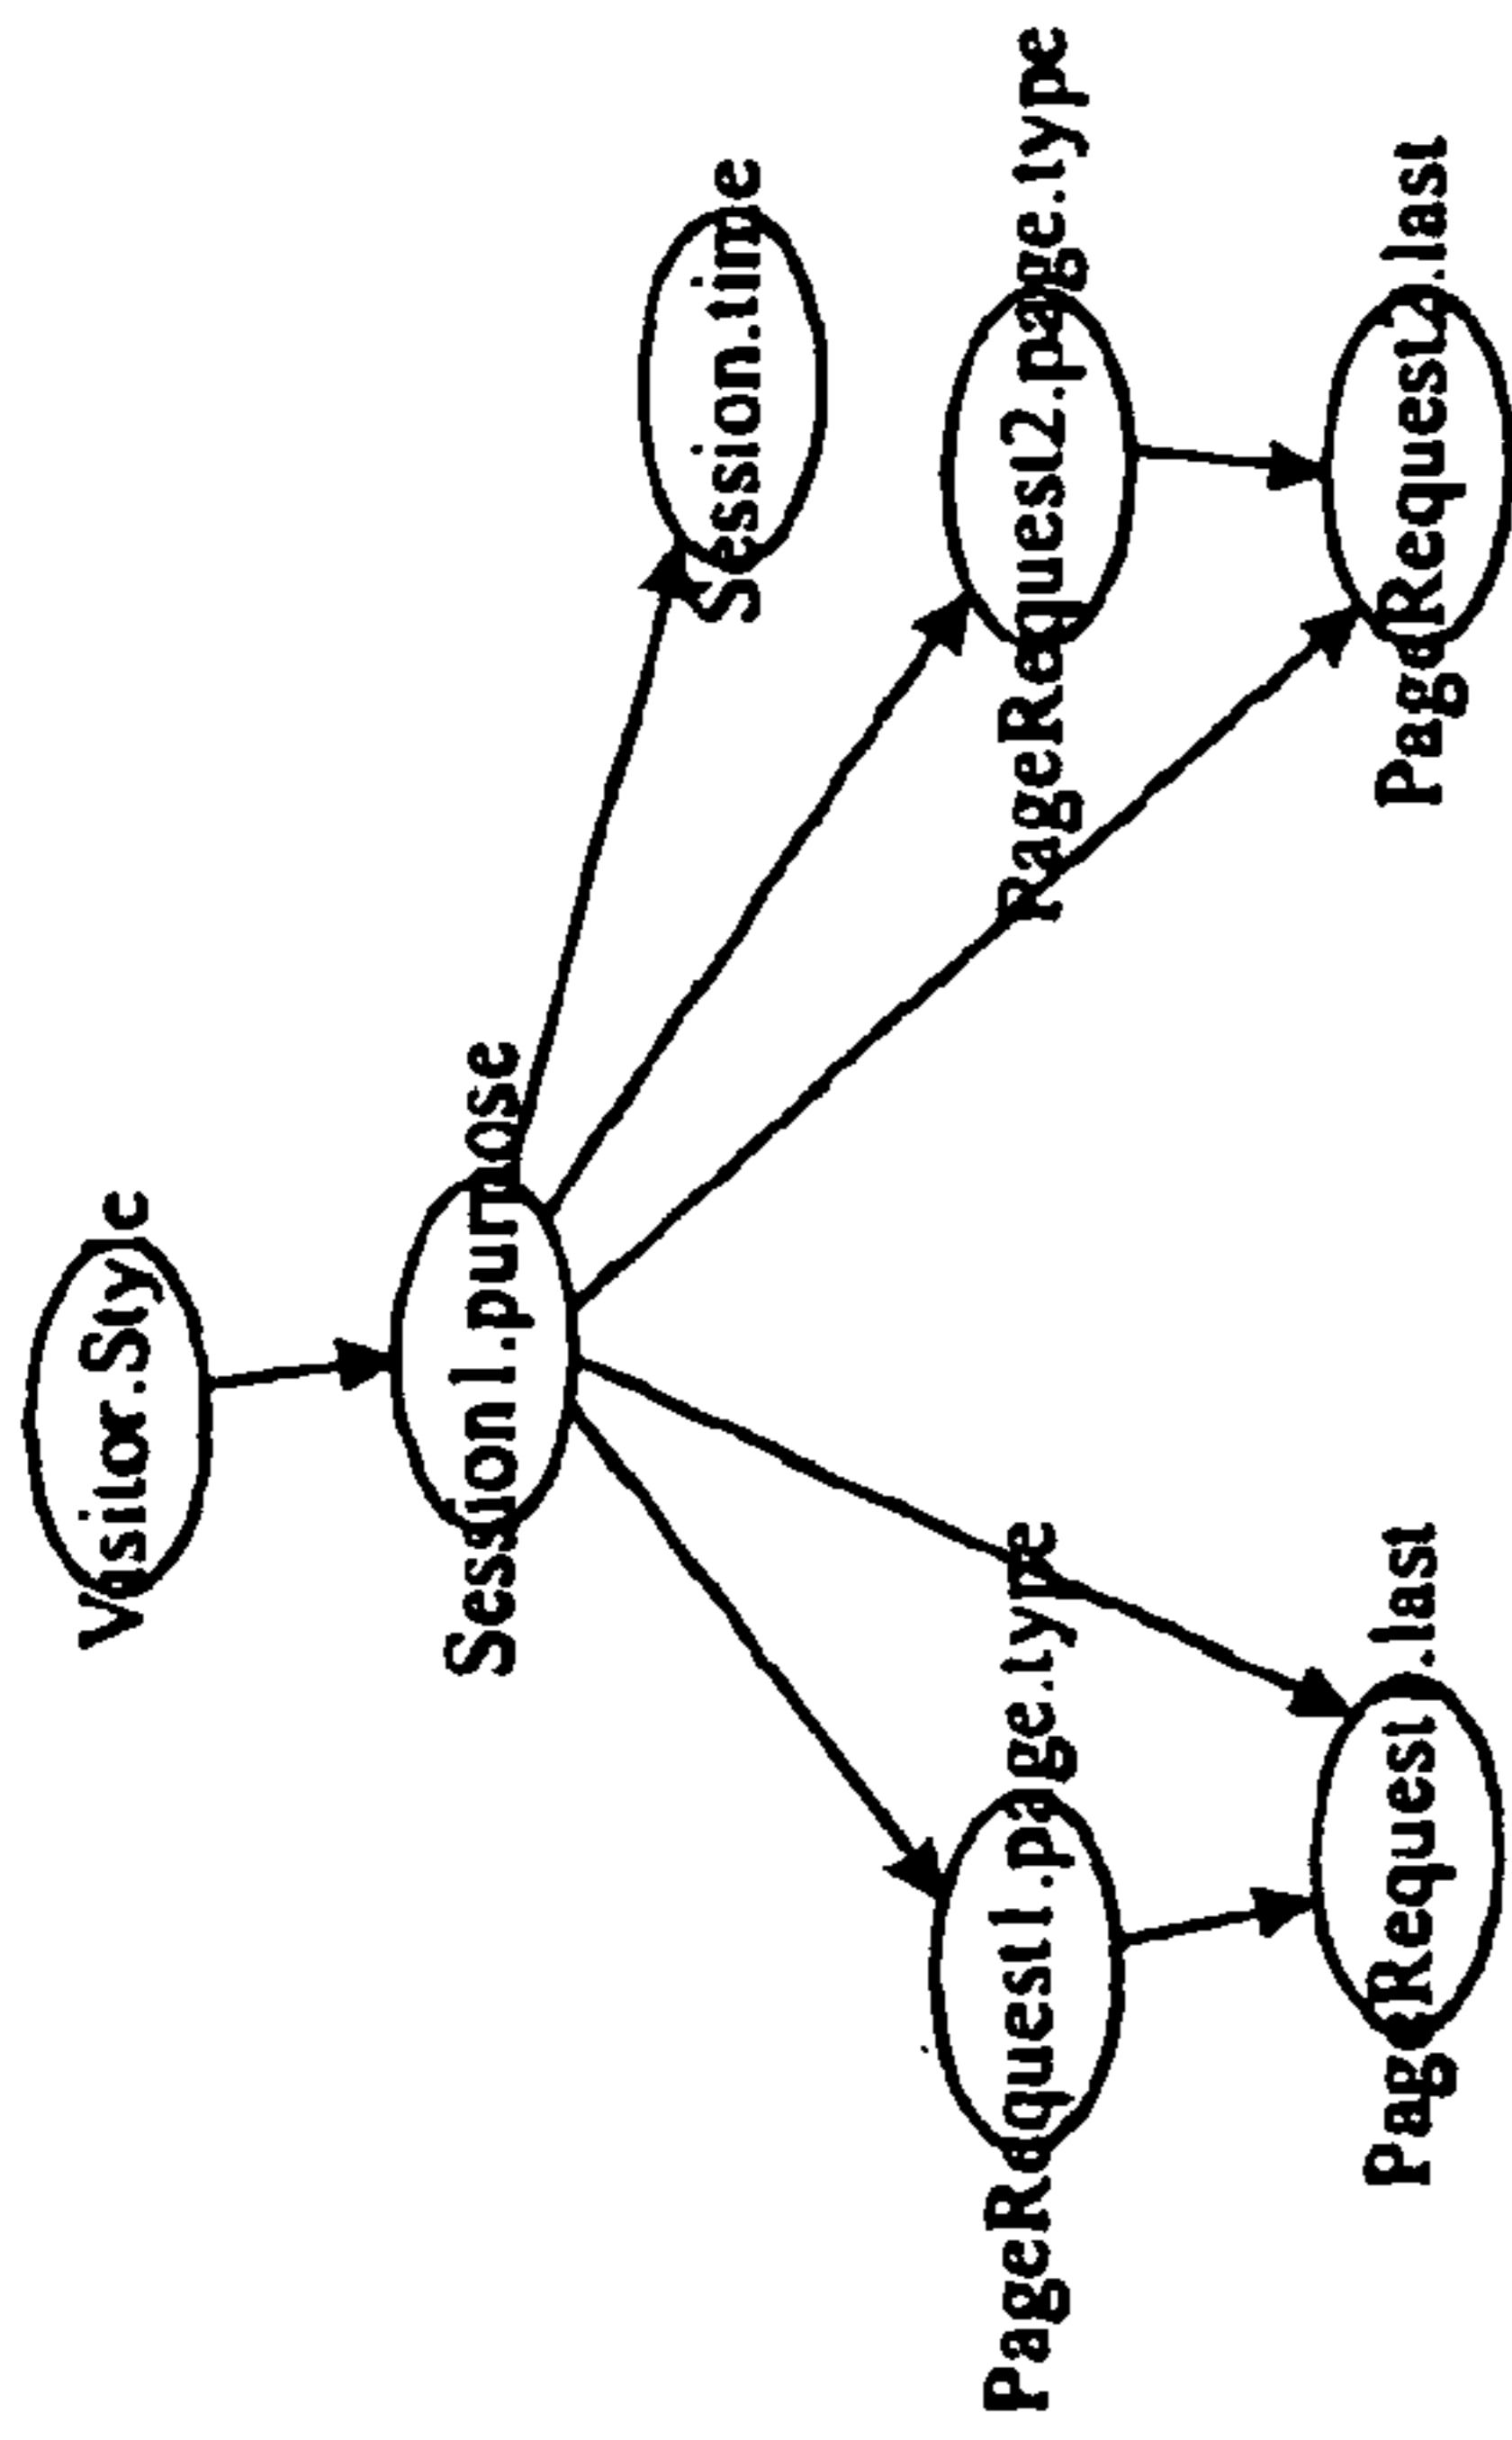 Visitor.Style
Session1.purpose
Session.time
PageRequest1.page.type
PageRequest2.page.type
PageRequest1.last
PageRequest2.last